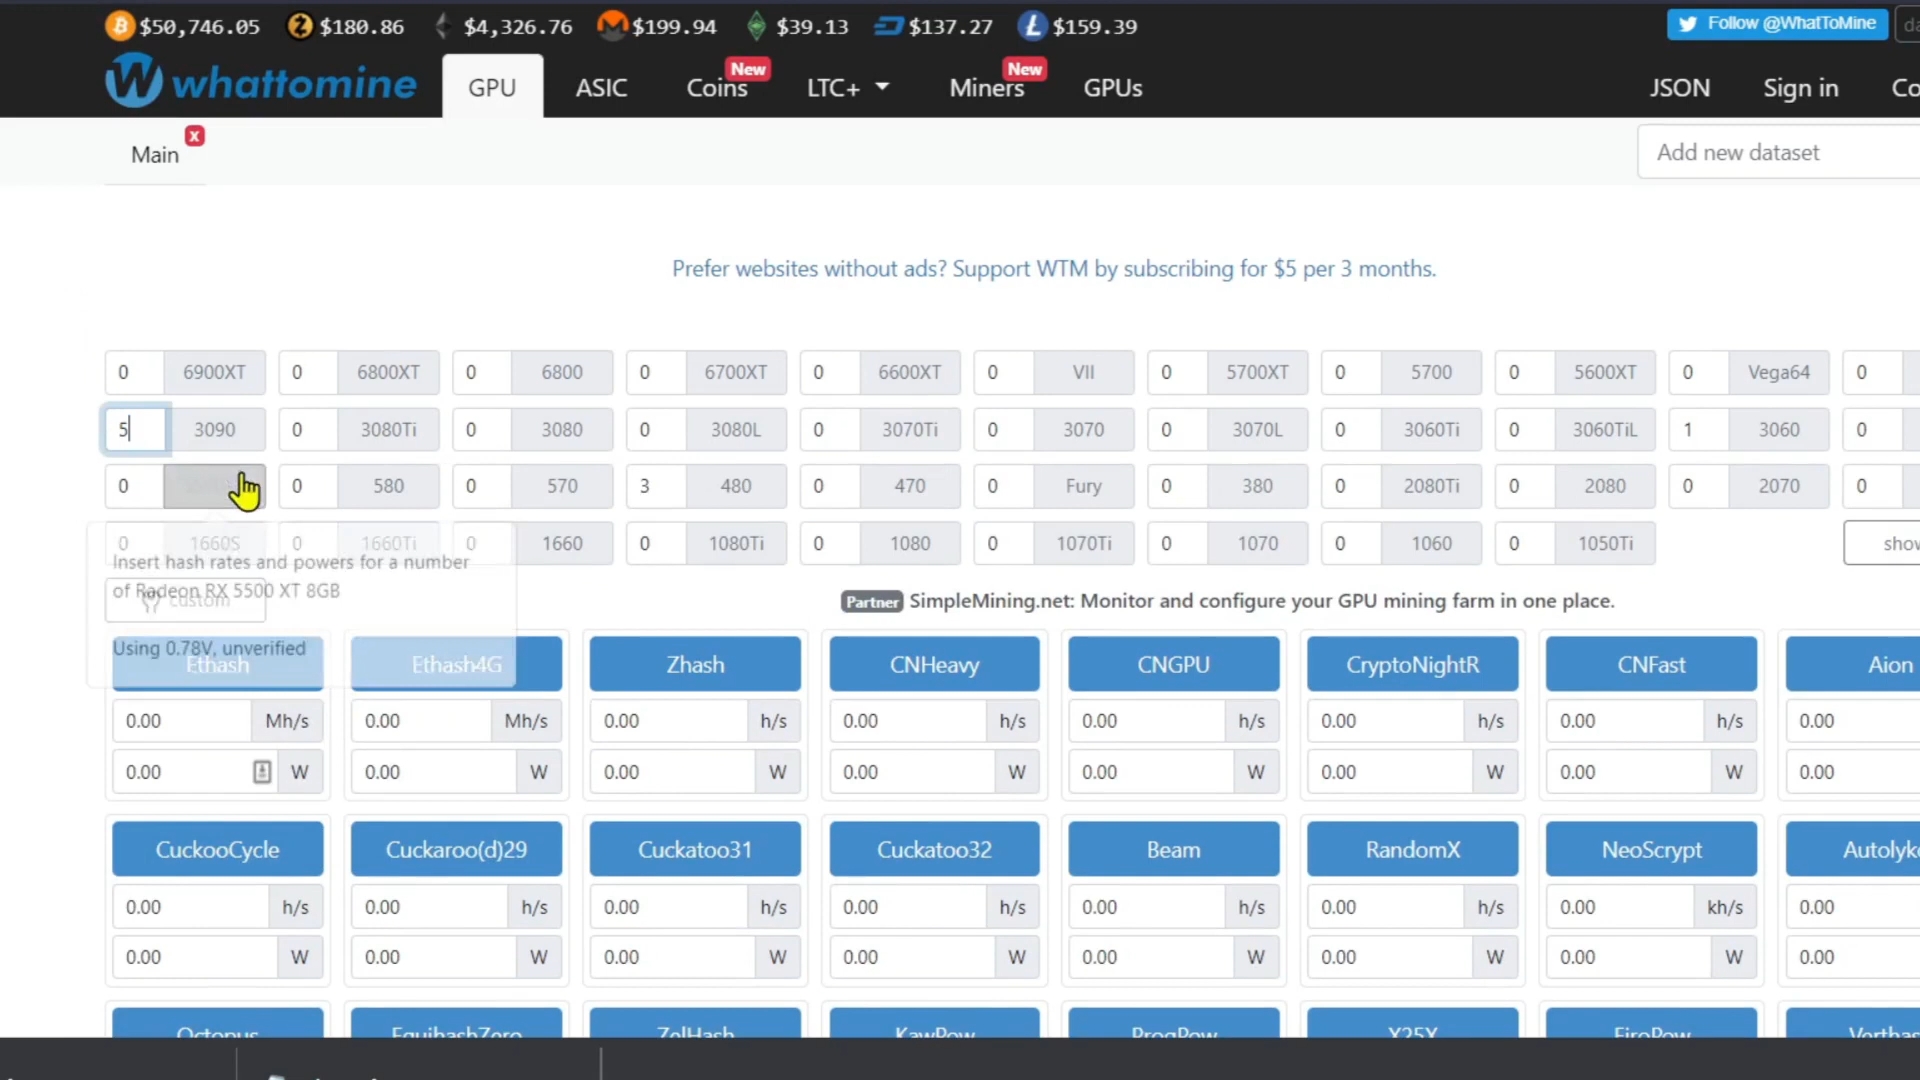 $50,746.05 $180.86 $4,326.76 $199.94 $39.13 $137.27 $159.39 Follow @WhatToMine
whattomine GPU ASIC Coins New LTC+ Miners New GPUs JSON Sign in Co
Main x Add new dataset
Prefer websites without ads? Support WTM by subscribing for $5 per 3 months.
0 6900XT 0 6800XT 0 6800 0 6700XT 0 6600XT 0 VII 0 5700XT 0 5700 0 5600XT 0 Vega64 0
5 3090 0 3080Ti 0 3080 0 3080L 0 3070Ti 0 3070 0 3070L 0 3060Ti 0 3060TiL 1 3060 0
0 0 580 0 570 3 480 0 470 0 Fury 0 380 0 2080Ti 0 2080 0 2070 0
0 1660S 0 1660Ti 0 1660 0 1080Ti 0 1080 0 1070Ti 0 1070 0 1060 0 1050Ti show
Insert hash rates and powers for a number
of Radeon RX 5500 XT 8GB
custom
Using 0.78V, unverified
Partner SimpleMining.net: Monitor and configure your GPU mining farm in one place.
Ethash Ethash4G Zhash CNHeavy CNGPU CryptoNightR CNFast Aion
0.00 Mh/s 0.00 Mh/s 0.00 h/s 0.00 h/s 0.00 h/s 0.00 h/s 0.00 h/s 0.00
0.00 W 0.00 W 0.00 W 0.00 W 0.00 W 0.00 W 0.00 W 0.00
CuckooCycle Cuckaroo(d)29 Cuckatoo31 Cuckatoo32 Beam RandomX NeoScrypt Autolyk
0.00 h/s 0.00 h/s 0.00 h/s 0.00 h/s 0.00 h/s 0.00 h/s 0.00 kh/s 0.00
0.00 W 0.00 W 0.00 W 0.00 W 0.00 W 0.00 W 0.00 W 0.00
Octopus EquihashZero ZelHash KawPow ProgPow X25X FiroPow Verthas